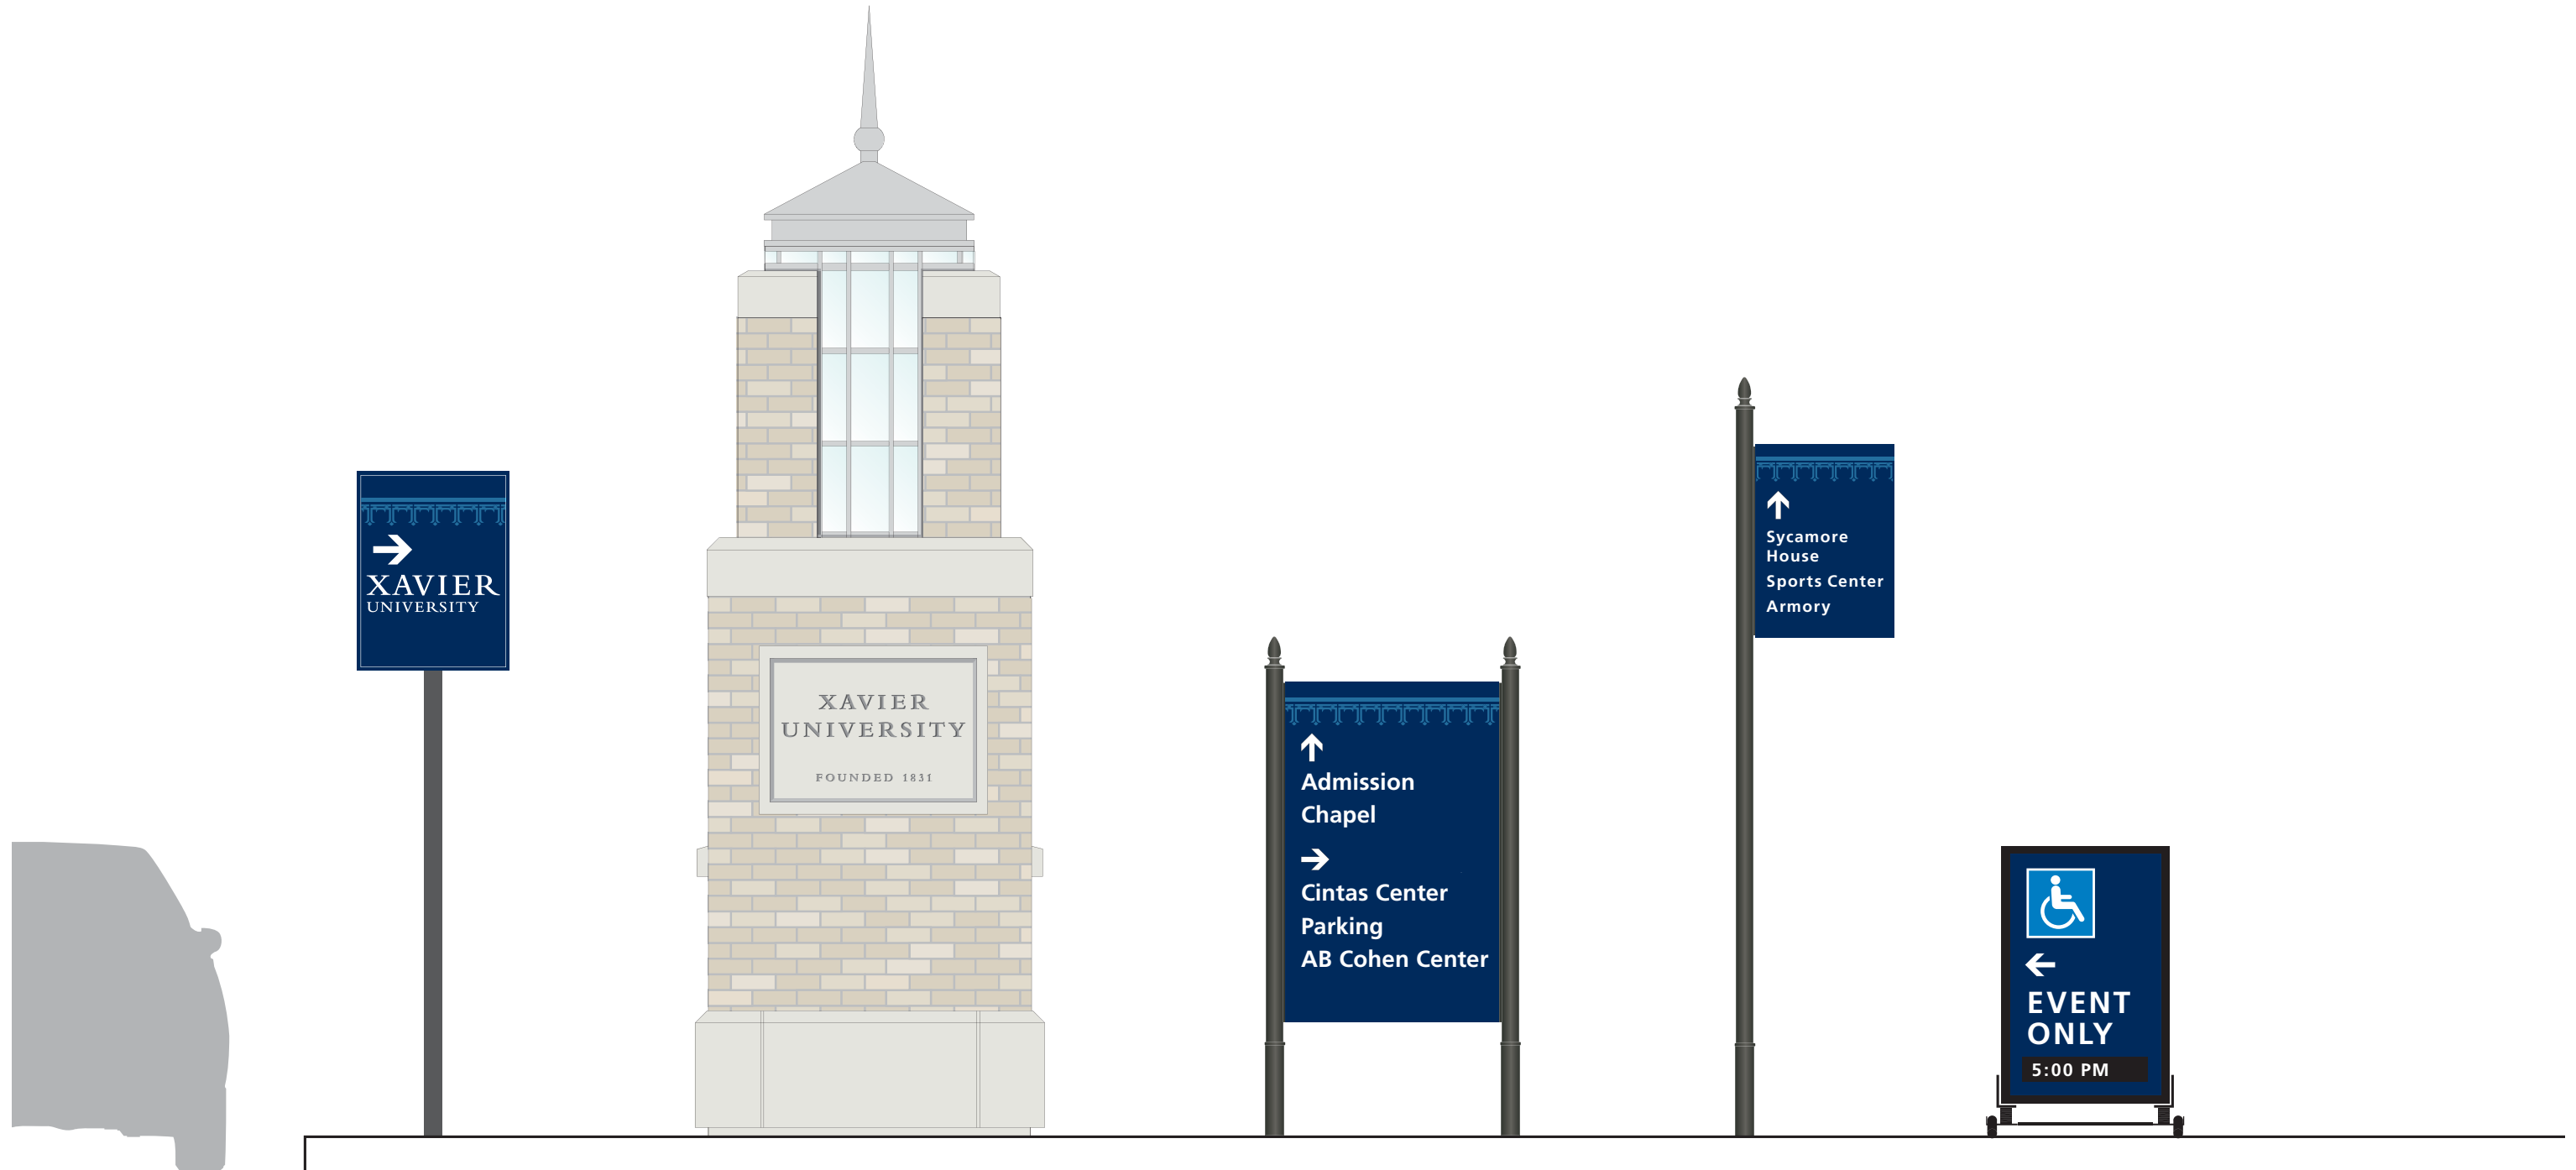 XAVIER
UNIVERSITY
XAVIER
UNIVERSITY
FOUNDED 1831
Admission
Chapel
Cintas Center
Parking
AB Cohen Center
Sycamore
House
Sports Center
Armory
EVENT
ONLY
5:00 PM